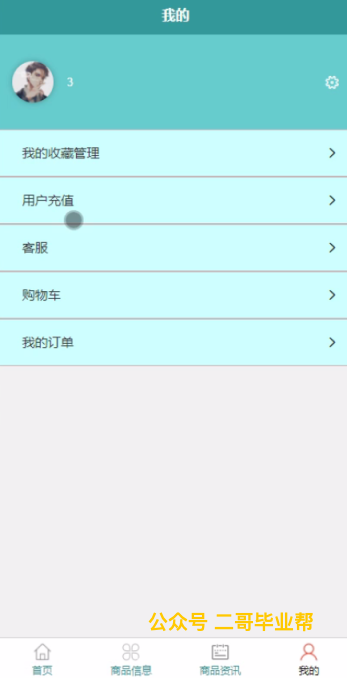 我的
3
我的收藏管理
用户充值
客服
购物车
我的订单
公众号 二哥毕业帮
首页 商品信息 商品资讯 我的